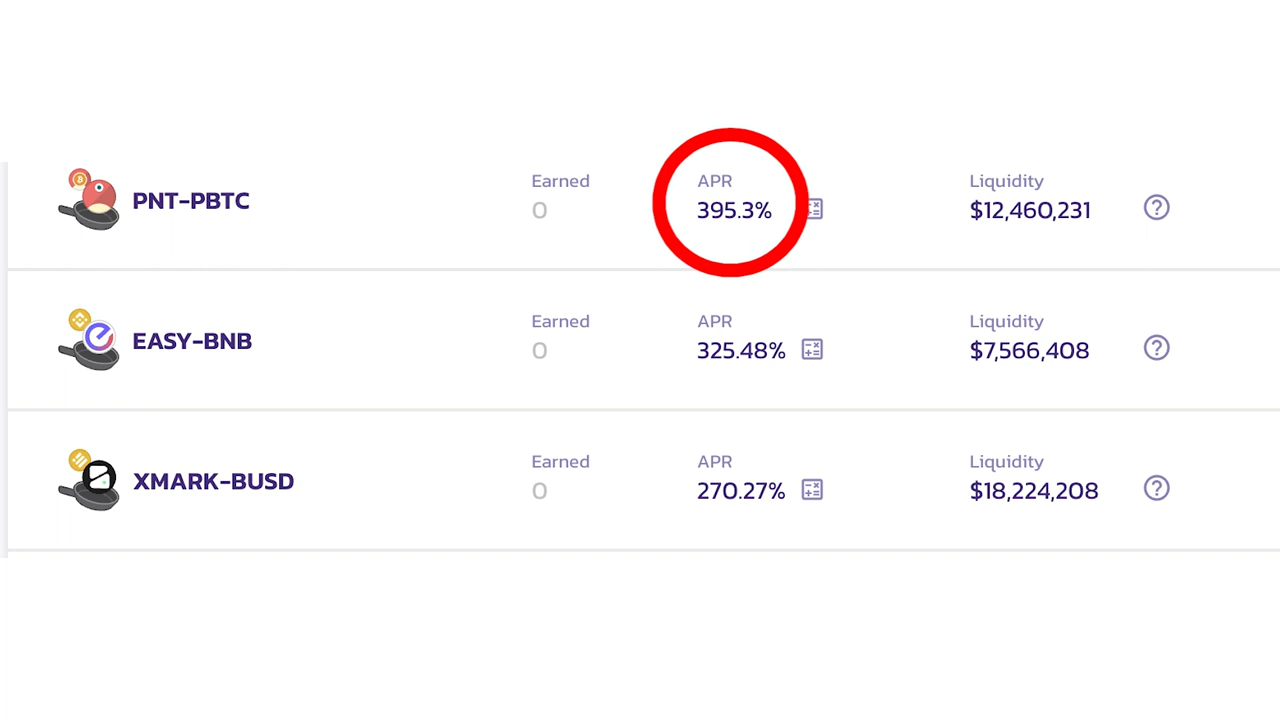 PNT-PBTC
Earned
0
APR
395.3%
Liquidity
$12,460,231
EASY-BNB
Earned
0
APR
325.48%
Liquidity
$7,566,408
XMARK-BUSD
Earned
0
APR
270.27%
Liquidity
$18,224,208